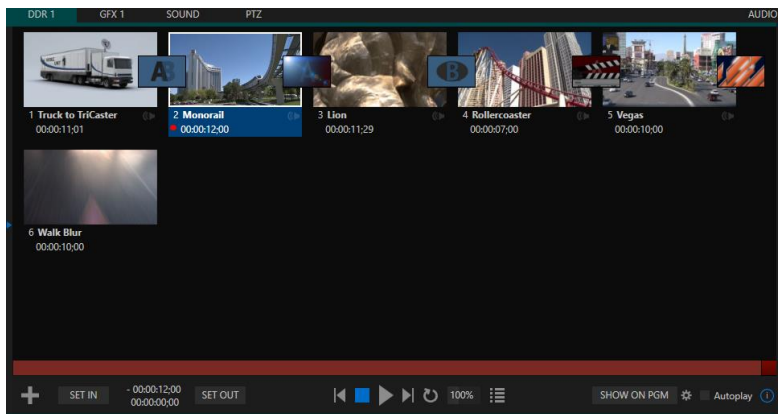 DDR 1 GFX 1 SOUND PTZ AUDIO
1 Truck to TriCaster
00:00:11;01
2 Monorail
00:00:12;00
3 Lion
00:00:11;29
4 Rollercoaster
00:00:07;00
5 Vegas
00:00:10;00
6 Walk Blur
00:00:10;00
SET IN
- 00:00:12;00
00:00:00;00
SET OUT
100%
SHOW ON PGM
Autoplay